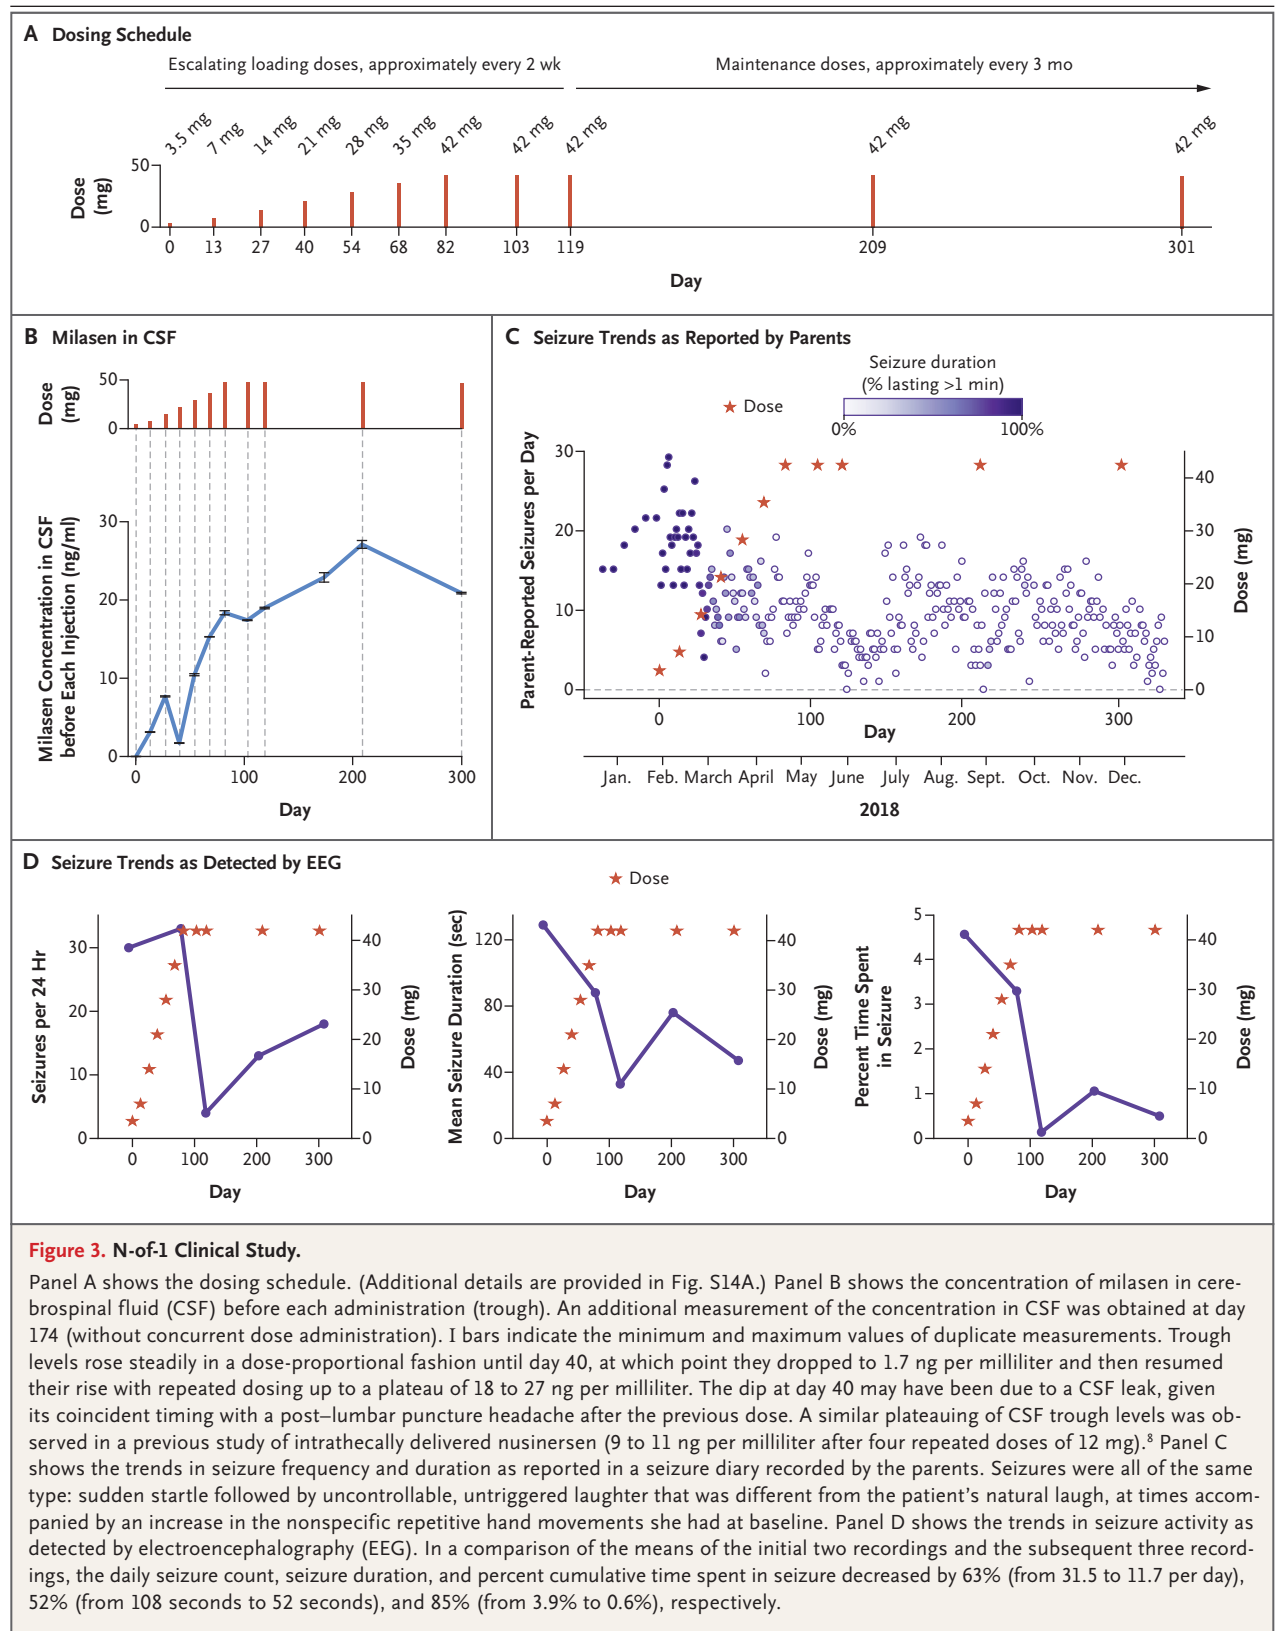 A Dosing Schedule
Escalating loading doses, approximately every 2 wk
Maintenance doses, approximately every 3 mo
3.5 mg 7 mg 14 mg 21 mg 28 mg 35 mg 42 mg 42 mg 42 mg 42 mg 42 mg
Dose
(mg)
50
0
0 13 27 40 54 68 82 103 119 209 301
Day
B Milasen in CSF
Dose
(mg)
50
0
Milasen Concentration in CSF
before Each Injection (ng/ml)
30
20
10
0
0 100 200 300
Day
C Seizure Trends as Reported by Parents
Seizure duration
(% lasting >1 min)
Dose
0% 100%
Parent-Reported Seizures per Day
30
20
10
0
40
30
20
10
0
Dose (mg)
0 100 200 300
Day
Jan. Feb. March April May June July Aug. Sept. Oct. Nov. Dec.
2018
D Seizure Trends as Detected by EEG
Dose
Seizures per 24 Hr
30
20
10
0
40
30
20
10
0
Dose (mg)
0 100 200 300
Day
Mean Seizure Duration (sec)
120
80
40
0
40
30
20
10
0
Dose (mg)
0 100 200 300
Day
Percent Time Spent
in Seizure
5
4
3
2
1
0
40
30
20
10
0
Dose (mg)
0 100 200 300
Day
Figure 3. N-of-1 Clinical Study.
Panel A shows the dosing schedule. (Additional details are provided in Fig. S14A.) Panel B shows the concentration of milasen in cere-
brospinal fluid (CSF) before each administration (trough). An additional measurement of the concentration in CSF was obtained at day
174 (without concurrent dose administration). I bars indicate the minimum and maximum values of duplicate measurements. Trough
levels rose steadily in a dose-proportional fashion until day 40, at which point they dropped to 1.7 ng per milliliter and then resumed
their rise with repeated dosing up to a plateau of 18 to 27 ng per milliliter. The dip at day 40 may have been due to a CSF leak, given
its coincident timing with a post–lumbar puncture headache after the previous dose. A similar plateauing of CSF trough levels was ob-
served in a previous study of intrathecally delivered nusinersen (9 to 11 ng per milliliter after four repeated doses of 12 mg).⁸ Panel C
shows the trends in seizure frequency and duration as reported in a seizure diary recorded by the parents. Seizures were all of the same
type: sudden startle followed by uncontrollable, untriggered laughter that was different from the patient's natural laugh, at times accom-
panied by an increase in the nonspecific repetitive hand movements she had at baseline. Panel D shows the trends in seizure activity as
detected by electroencephalography (EEG). In a comparison of the means of the initial two recordings and the subsequent three record-
ings, the daily seizure count, seizure duration, and percent cumulative time spent in seizure decreased by 63% (from 31.5 to 11.7 per day),
52% (from 108 seconds to 52 seconds), and 85% (from 3.9% to 0.6%), respectively.